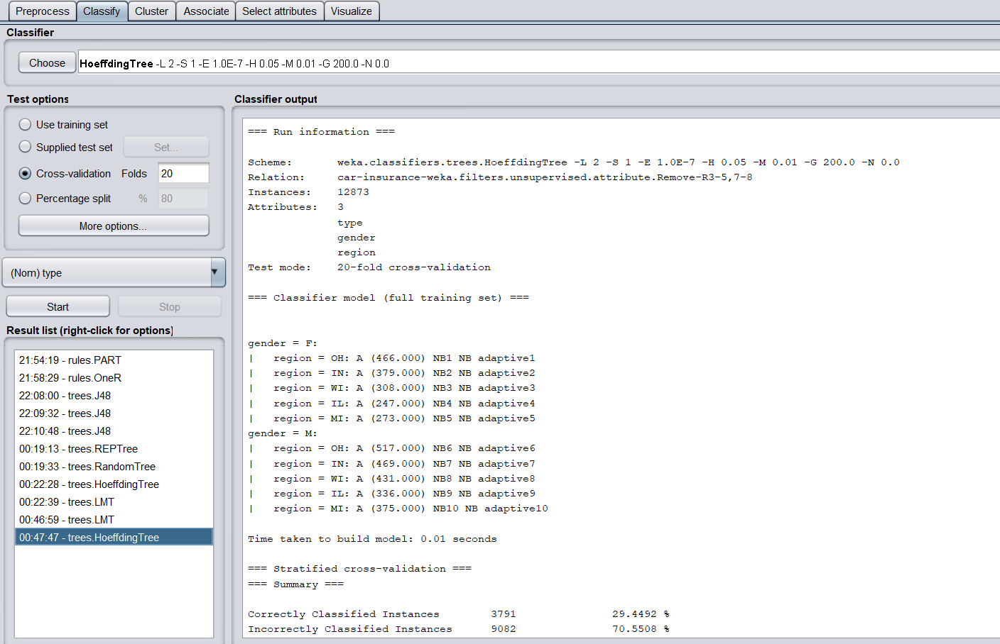 Preprocess Classify Cluster Associate Select attributes Visualize
Classifier
Choose HoeffdingTree -L 2 -S 1 -E 1.0E-7 -H 0.05 -M 0.01 -G 200.0 -N 0.0
Test options
Use training set
Supplied test set Set...
Cross-validation Folds 20
Percentage split % 80
More options...
(Nom) type
Start Stop
Result list (right-click for options)
21:54:19 - rules.PART
21:58:29 - rules.OneR
22:08:00 - trees.J48
22:09:32 - trees.J48
22:10:48 - trees.J48
00:19:13 - trees.REPTree
00:19:33 - trees.RandomTree
00:22:28 - trees.HoeffdingTree
00:22:39 - trees.LMT
00:46:59 - trees.LMT
00:47:47 - trees.HoeffdingTree
Classifier output
=== Run information ===
Scheme: weka.classifiers.trees.HoeffdingTree -L 2 -S 1 -E 1.0E-7 -H 0.05 -M 0.01 -G 200.0 -N 0.0
Relation: car-insurance-weka.filters.unsupervised.attribute.Remove-R3-5,7-8
Instances: 12873
Attributes: 3
type
gender
region
Test mode: 20-fold cross-validation
=== Classifier model (full training set) ===
gender = F:
| region = OH: A (466.000) NB1 NB adaptive1
| region = IN: A (379.000) NB2 NB adaptive2
| region = WI: A (308.000) NB3 NB adaptive3
| region = IL: A (247.000) NB4 NB adaptive4
| region = MI: A (273.000) NB5 NB adaptive5
gender = M:
| region = OH: A (517.000) NB6 NB adaptive6
| region = IN: A (469.000) NB7 NB adaptive7
| region = WI: A (431.000) NB8 NB adaptive8
| region = IL: A (336.000) NB9 NB adaptive9
| region = MI: A (375.000) NB10 NB adaptive10
Time taken to build model: 0.01 seconds
=== Stratified cross-validation ===
=== Summary ===
Correctly Classified Instances 3791 29.4492 %
Incorrectly Classified Instances 9082 70.5508 %